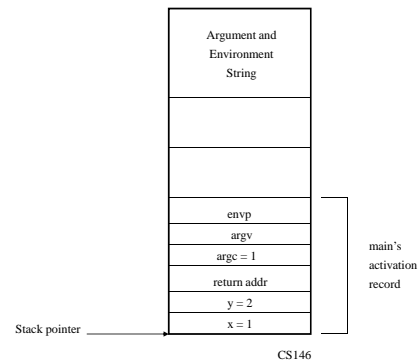 Argument and
Environment
String
envp
argv
argc = 1
return addr
y = 2
x = 1
main's
activation
record
Stack pointer
CS146